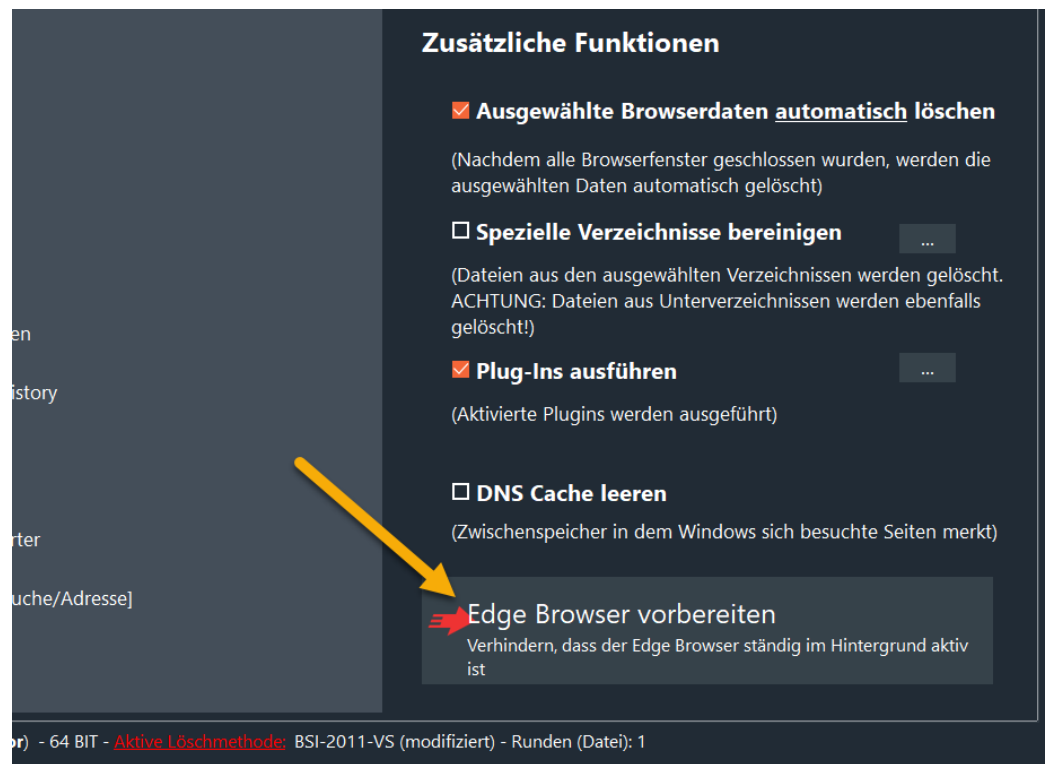 Zusätzliche Funktionen
Ausgewählte Browserdaten automatisch löschen
(Nachdem alle Browserfenster geschlossen wurden, werden die
ausgewählten Daten automatisch gelöscht)
Spezielle Verzeichnisse bereinigen
...
(Dateien aus den ausgewählten Verzeichnissen werden gelöscht.
ACHTUNG: Dateien aus Unterverzeichnissen werden ebenfalls
gelöscht!)
en
Plug-Ins ausführen
...
istory
(Aktivierte Plugins werden ausgeführt)
DNS Cache leeren
(Zwischenspeicher in dem Windows sich besuchte Seiten merkt)
rter
uche/Adresse]
Edge Browser vorbereiten
Verhindern, dass der Edge Browser ständig im Hintergrund aktiv
ist
or) - 64 BIT - Aktive Löschmethode: BSI-2011-VS (modifiziert) - Runden (Datei): 1